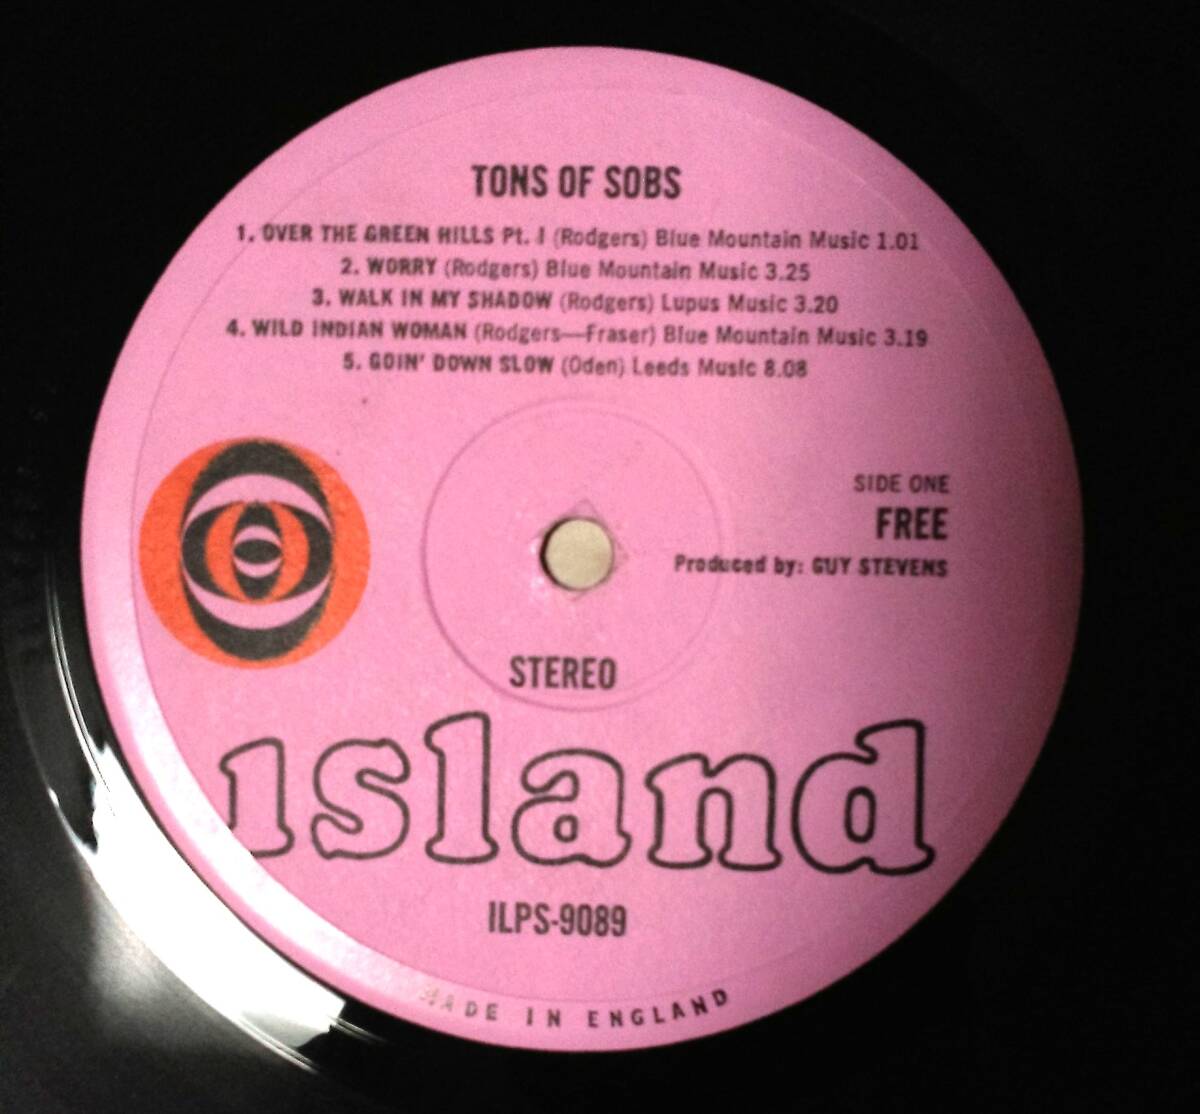 TONS OF SOBS
1. OVER THE GREEN HILLS Pt. I (Rodgers) Blue Mountain Music 1.01
2. WORRY (Rodgers) Blue Mountain Music 3.25
3. WALK IN MY SHADOW (Rodgers) Lupus Music 3.20
4. WILD INDIAN WOMAN (Rodgers—Fraser) Blue Mountain Music 3.19
5. GOIN' DOWN SLOW (Oden) Leeds Music 8.08
SIDE ONE
FREE
Produced by: GUY STEVENS
STEREO
island
ILPS-9089
MADE IN ENGLAND